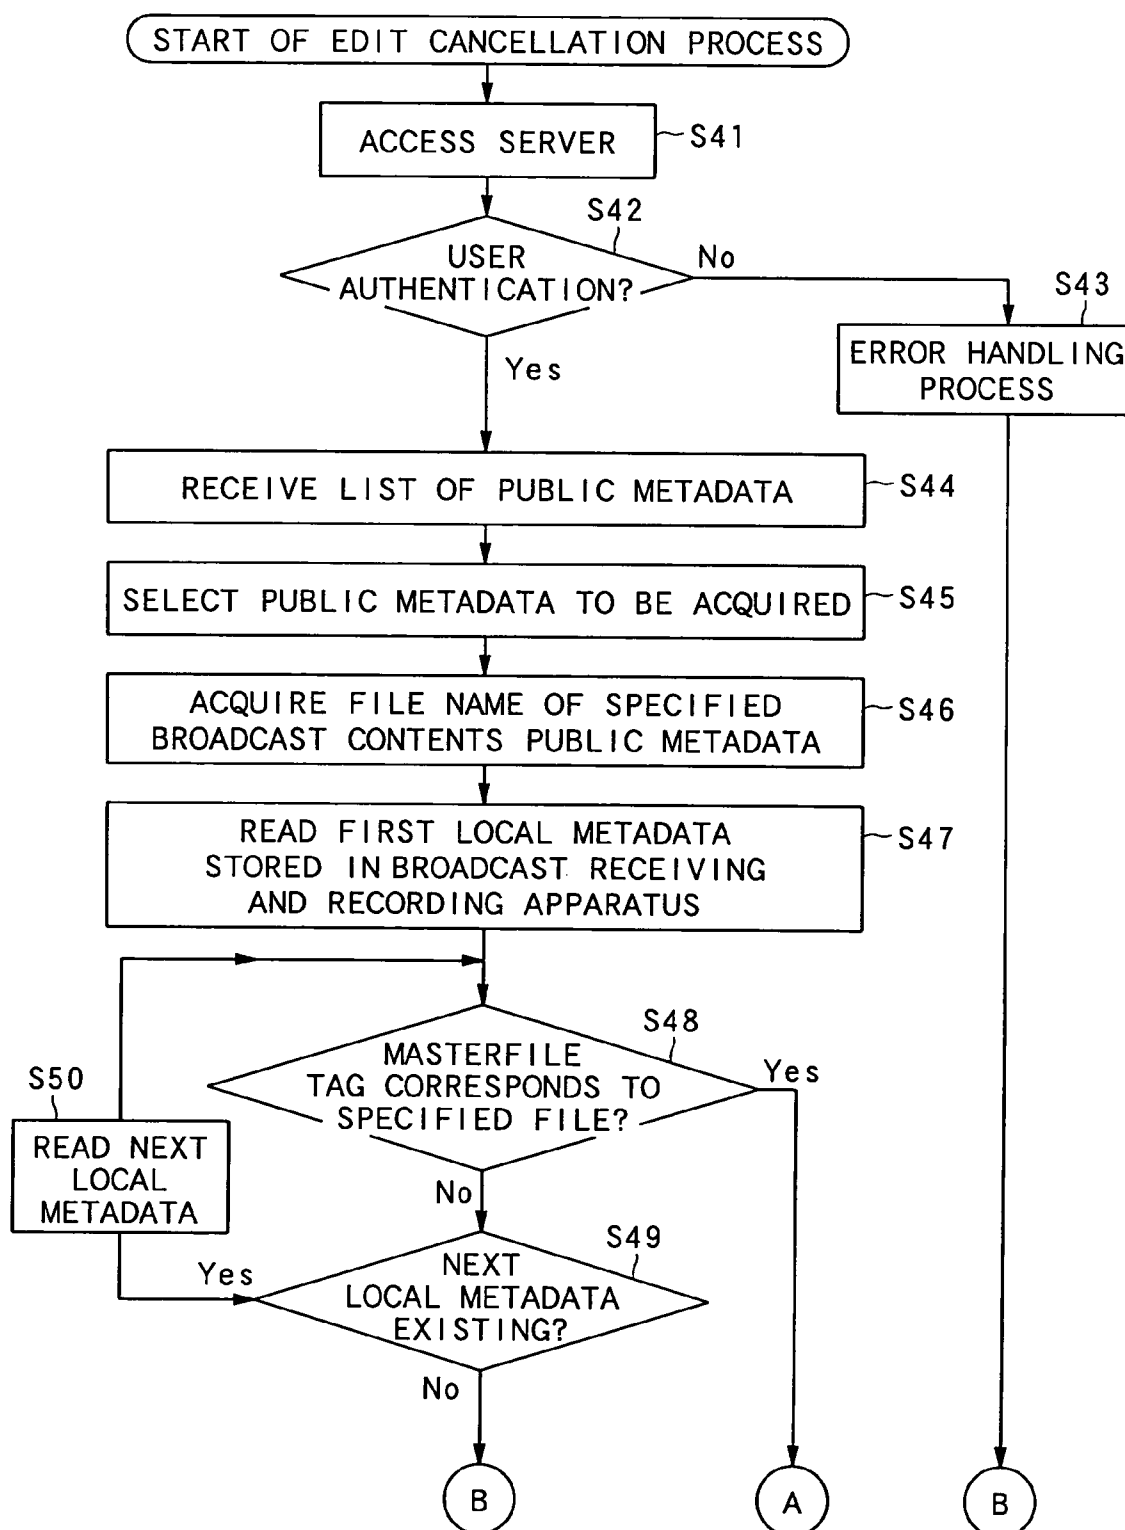 START OF EDIT CANCELLATION PROCESS
ACCESS SERVER
S41
S42
USER
AUTHENTICATION?
No
Yes
S43
ERROR HANDLING
PROCESS
RECEIVE LIST OF PUBLIC METADATA
S44
SELECT PUBLIC METADATA TO BE ACQUIRED
S45
ACQUIRE FILE NAME OF SPECIFIED
BROADCAST CONTENTS PUBLIC METADATA
S46
READ FIRST LOCAL METADATA
STORED IN BROADCAST RECEIVING
AND RECORDING APPARATUS
S47
S48
MASTERFILE
TAG CORRESPONDS TO
SPECIFIED FILE?
Yes
No
S50
READ NEXT
LOCAL
METADATA
S49
NEXT
LOCAL METADATA
EXISTING?
Yes
No
B
A
B